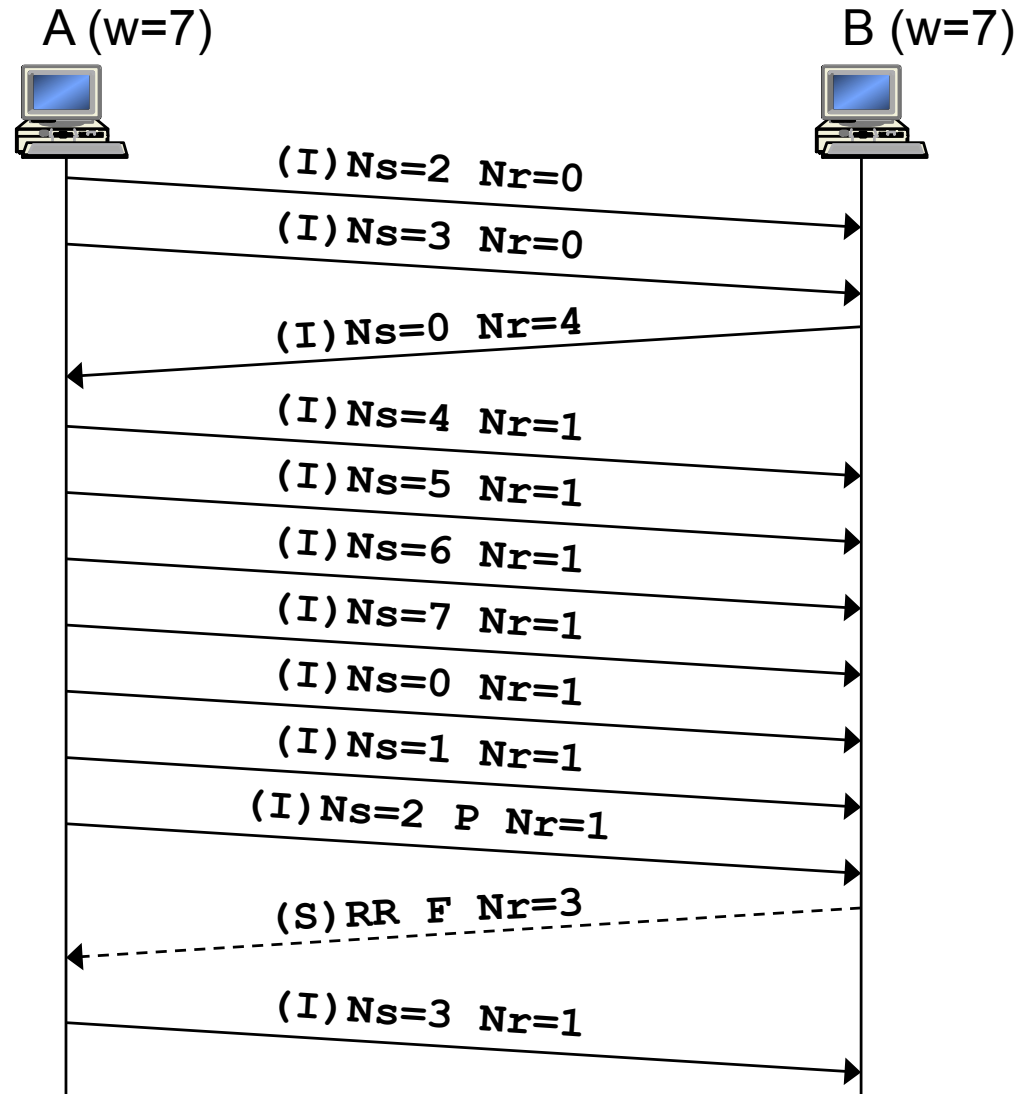 A (w=7) B (w=7)
(I)Ns=2 Nr=0
(I)Ns=3 Nr=0
(I)Ns=0 Nr=4
(I)Ns=4 Nr=1
(I)Ns=5 Nr=1
(I)Ns=6 Nr=1
(I)Ns=7 Nr=1
(I)Ns=0 Nr=1
(I)Ns=1 Nr=1
(I)Ns=2 P Nr=1
(S)RR F Nr=3
(I)Ns=3 Nr=1